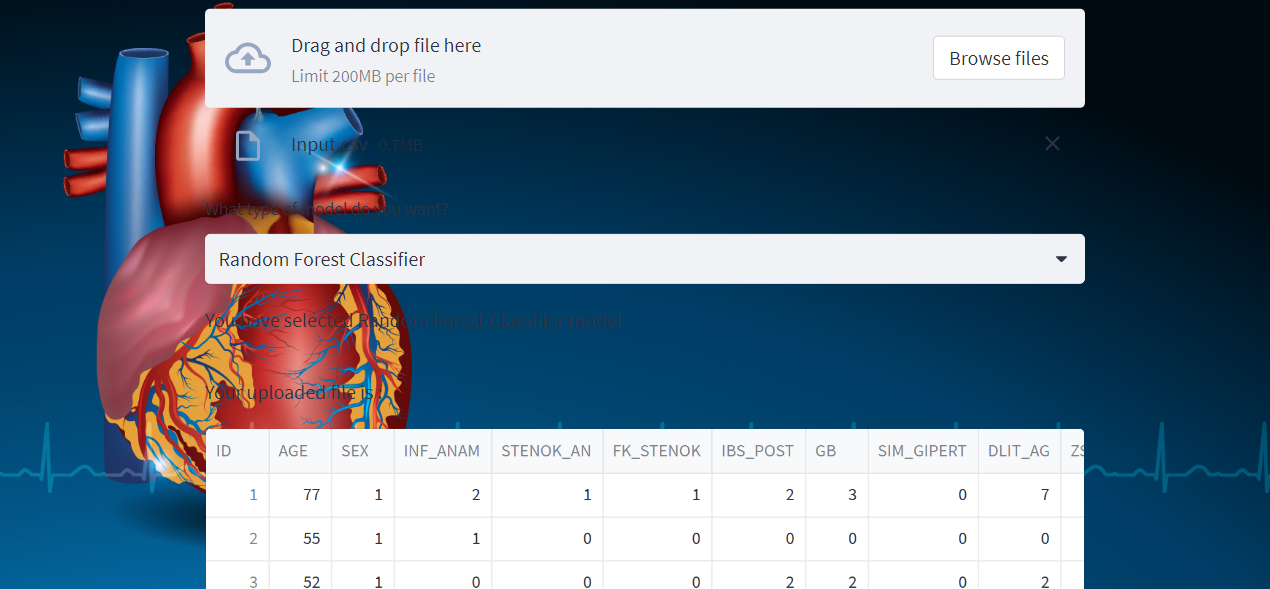 Drag and drop file here
Limit 200MB per file
Browse files
Input.csv 0.7MB
What type of model do you want?
Random Forest Classifier
You have selected Random Forest Classifier model
Your uploaded file is :
ID AGE SEX INF_ANAM STENOK_AN FK_STENOK IBS_POST GB SIM_GIPERT DLIT_AG ZS
1 77 1 2 1 1 2 3 0 7
2 55 1 1 0 0 0 0 0 0
3 52 1 0 0 0 2 2 0 2